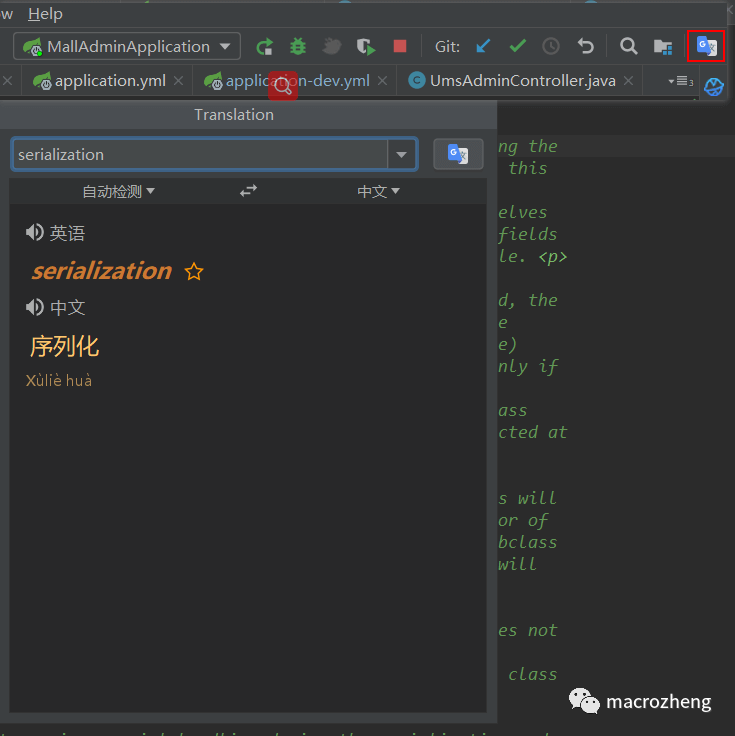 w Help
MallAdminApplication Git:
application.yml application-dev.yml UmsAdminController.java 3
Translation
serialization
自动检测 中文
英语
serialization
中文
序列化
Xùliè huà
ng the
this
elves
fields
le. <p>
d, the
e
e)
nly if
ass
cted at
s will
or of
bclass
will
es not
class
macrozheng